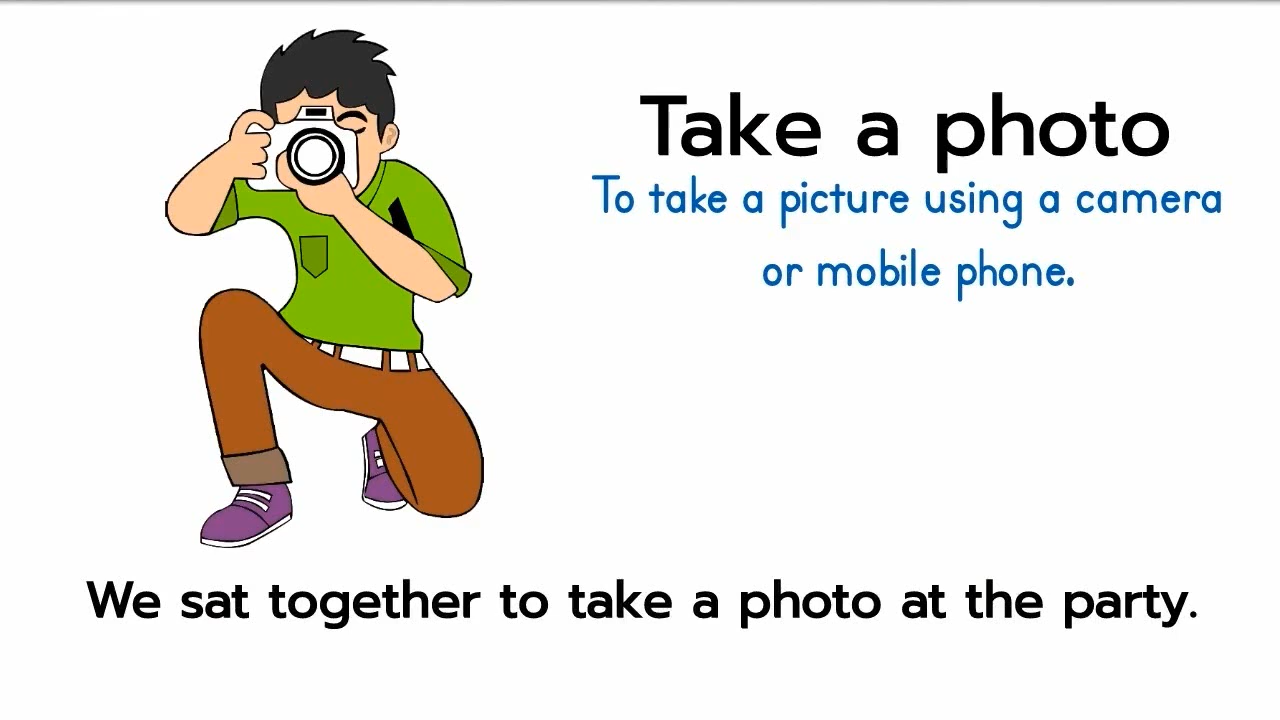 Take a photo
To take a picture using a camera
or mobile phone.
We sat together to take a photo at the party.